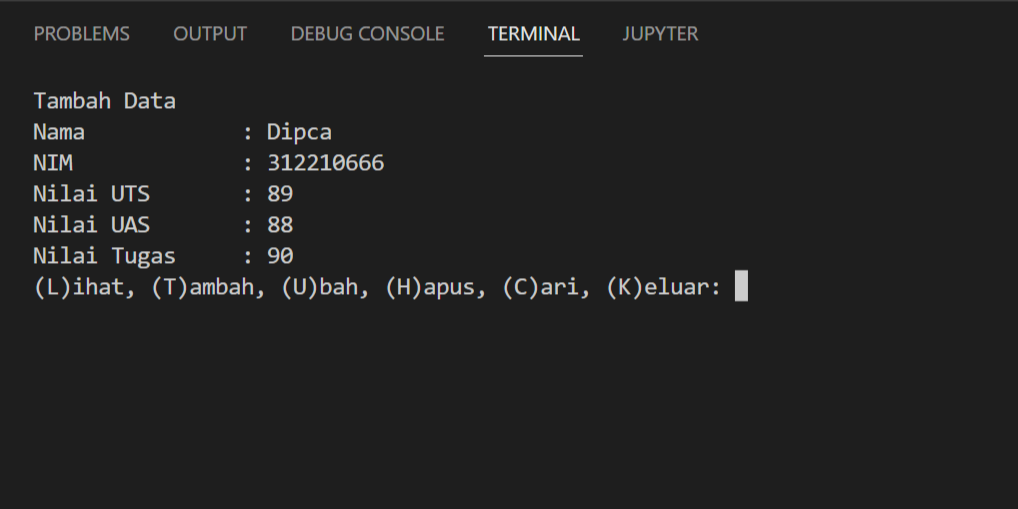 PROBLEMS OUTPUT DEBUG CONSOLE TERMINAL JUPYTER
Tambah Data
Nama : Dipca
NIM : 312210666
Nilai UTS : 89
Nilai UAS : 88
Nilai Tugas : 90
(L)ihat, (T)ambah, (U)bah, (H)apus, (C)ari, (K)eluar: